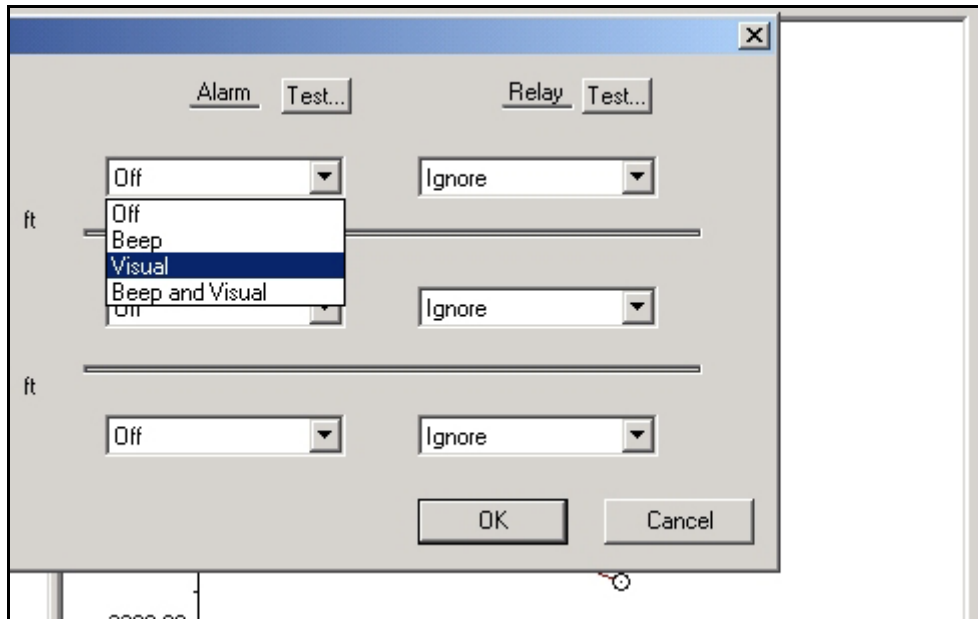 Alarm Test... Relay Test...
Off Ignore
ft
Off
Beep
Visual
Beep and Visual
Off Ignore
ft
Off Ignore
OK Cancel